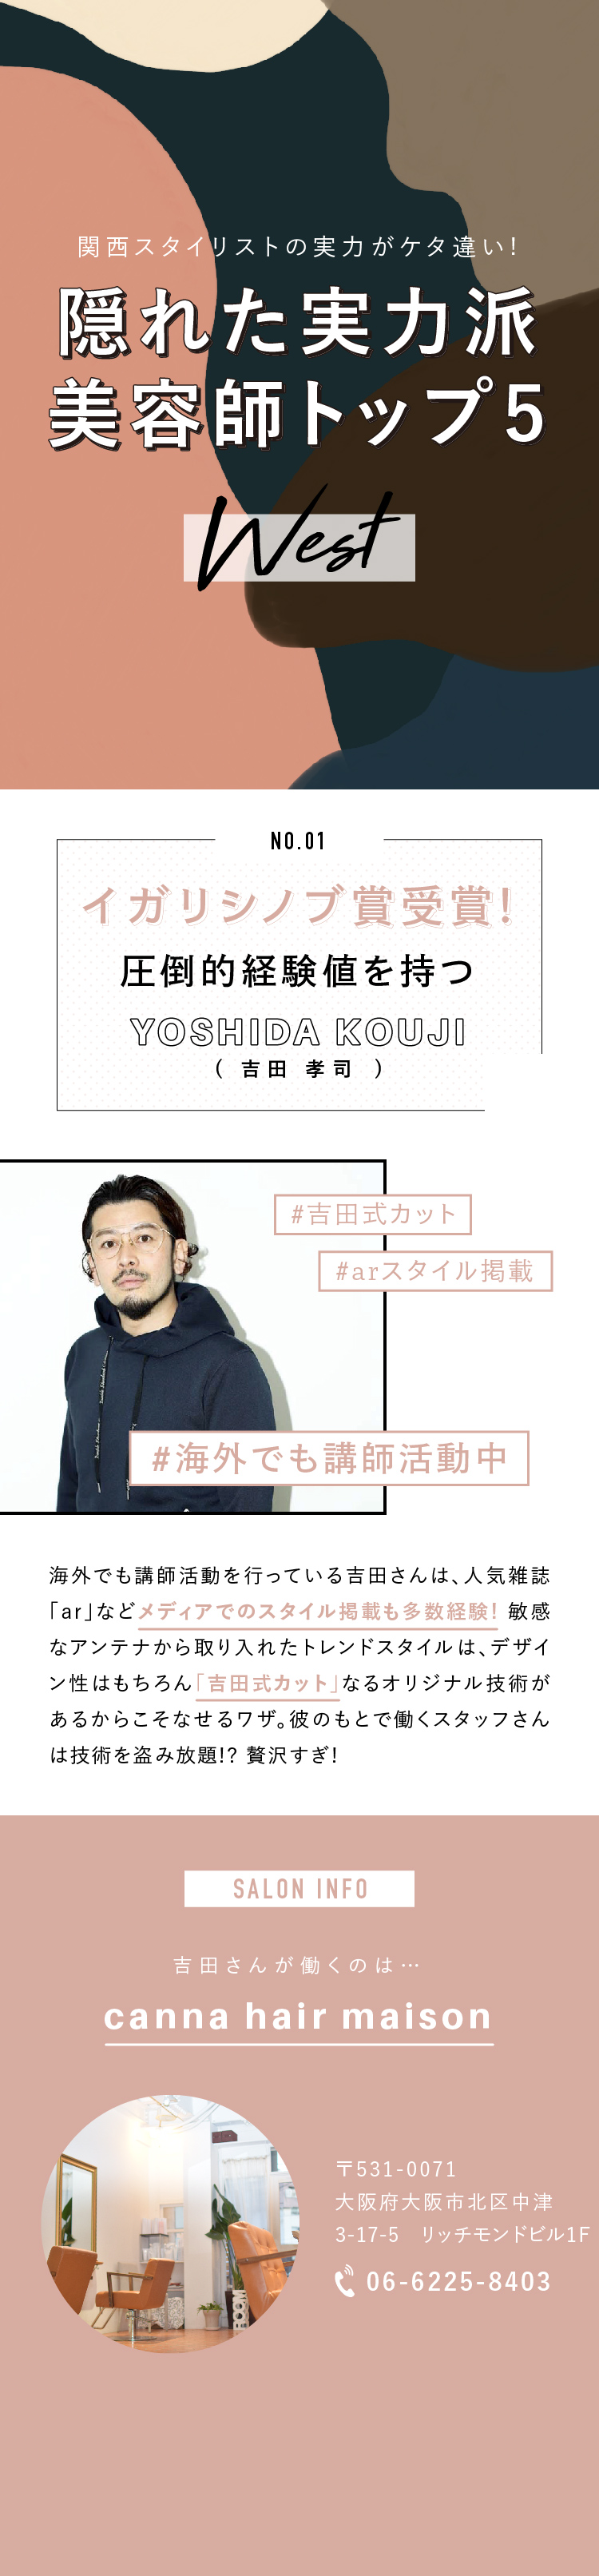 関西スタイリストの実力がケタ違い!
隠れた実力派
美容師トップ5
West
NO.01
イガリシノブ賞受賞!
圧倒的経験値を持つ
YOSHIDA KOUJI
( 吉田 孝司 )
#吉田式カット
#arスタイル掲載
#海外でも講師活動中
海外でも講師活動を行っている吉田さんは、人気雑誌
「ar」などメディアでのスタイル掲載も多数経験! 敏感
なアンテナから取り入れたトレンドスタイルは、デザイ
ン性はもちろん「吉田式カット」なるオリジナル技術が
あるからこそなせるワザ。彼のもとで働くスタッフさん
は技術を盗み放題!? 贅沢すぎ!
SALON INFO
吉田さんが働くのは…
canna hair maison
〒531-0071
大阪府大阪市北区中津
3-17-5 リッチモンドビル1F
06-6225-8403